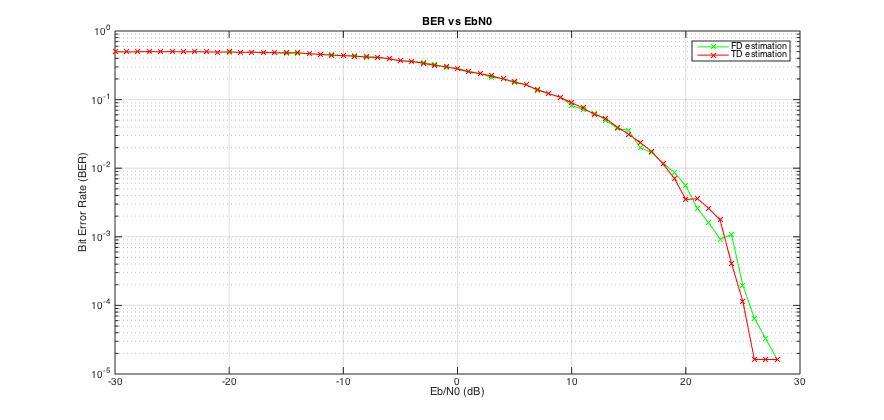 BER vs EbN0
FD estimation
TD estimation
Bit Error Rate (BER)
10^0
10^-1
10^-2
10^-3
10^-4
10^-5
-30 -20 -10 0 10 20 30
Eb/N0 (dB)